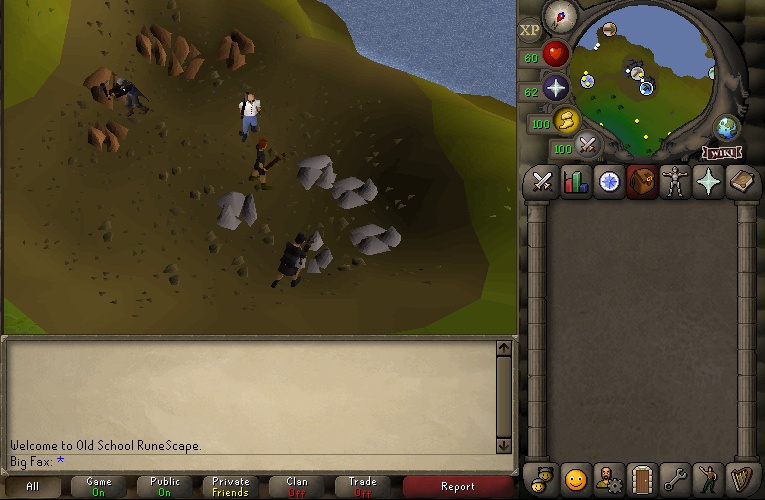 XP
60
62
100
100
WIKI
Welcome to Old School RuneScape.
Big Fax: *
All
Game
On
Public
On
Private
Friends
Clan
Off
Trade
Off
Report